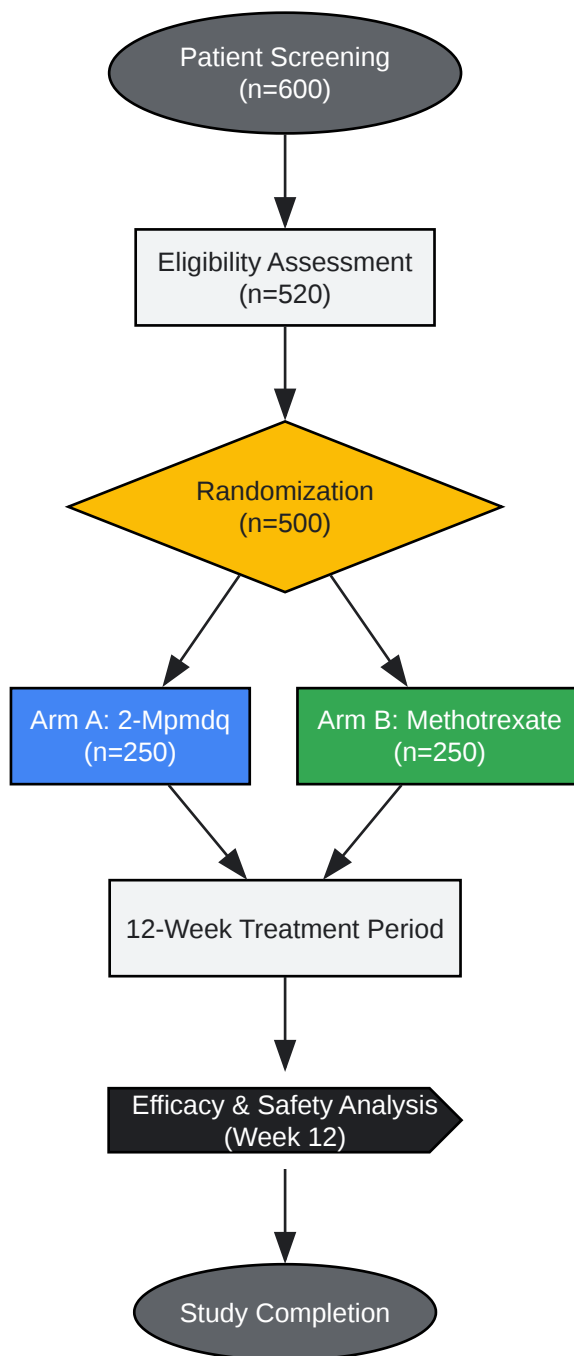 Patient Screening
(n=600)
Eligibility Assessment
(n=520)
Randomization
(n=500)
Arm A: 2-Mpmdq
(n=250)
Arm B: Methotrexate
(n=250)
12-Week Treatment Period
Efficacy & Safety Analysis
(Week 12)
Study Completion